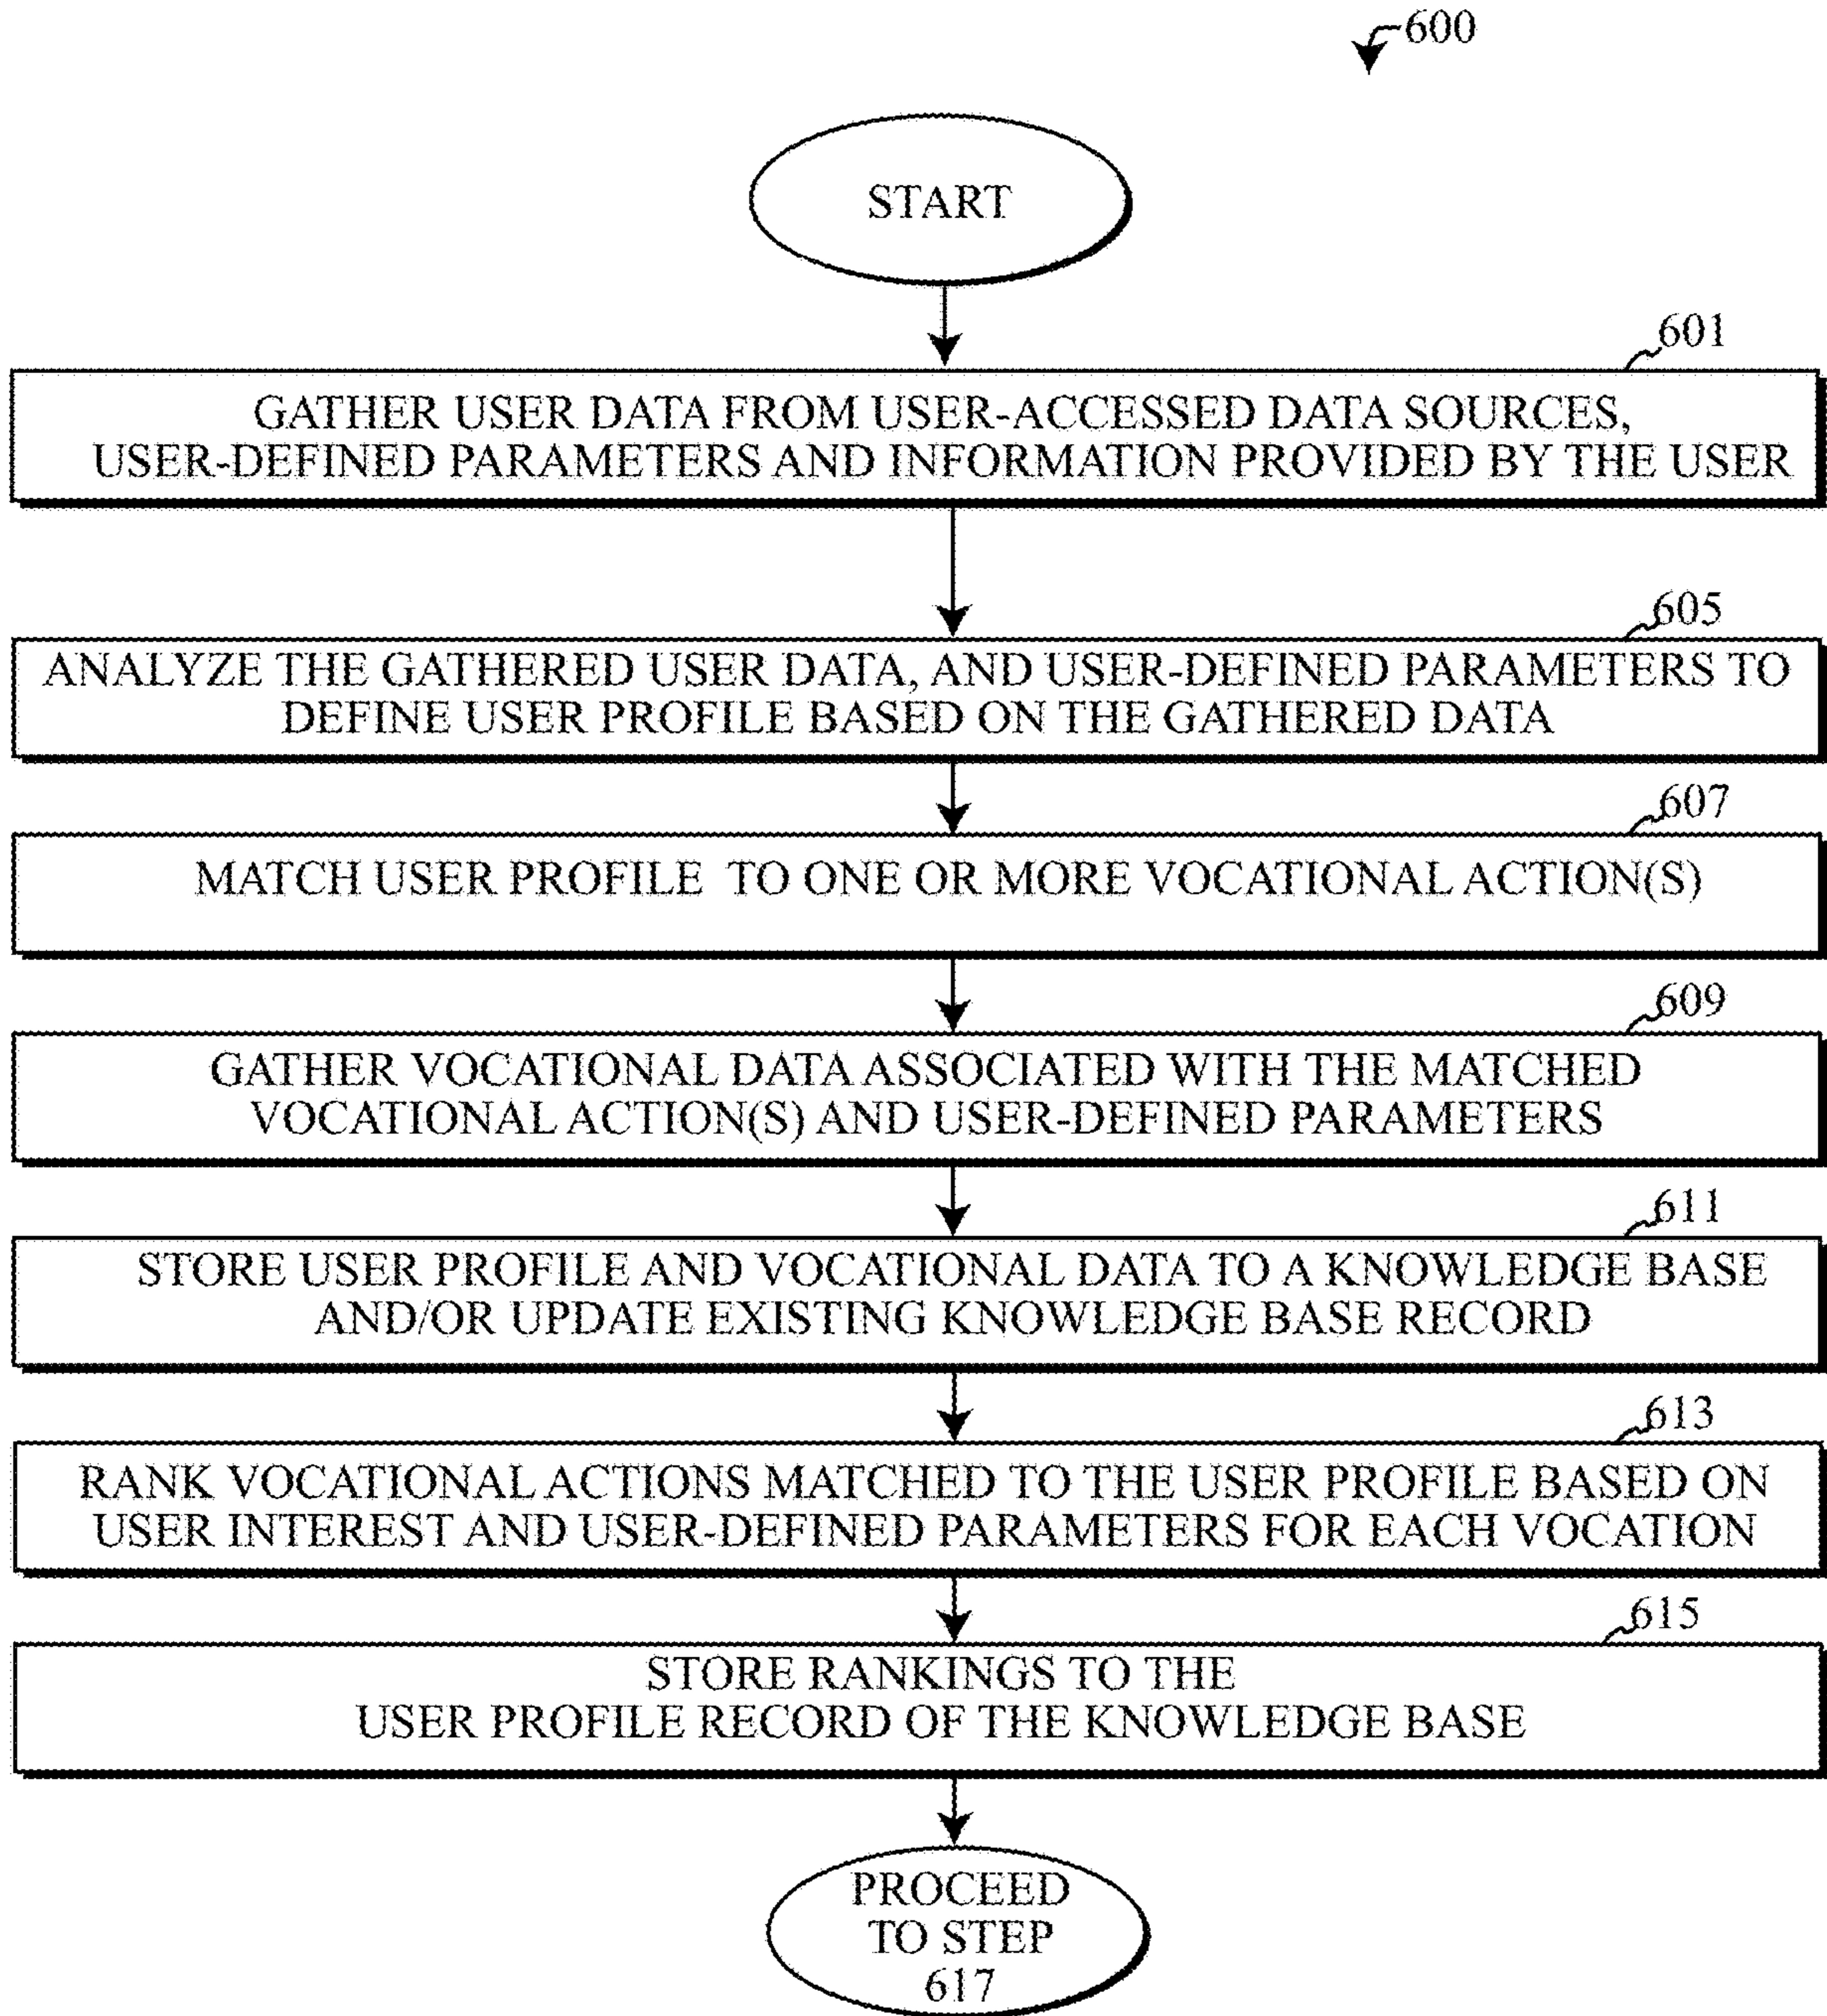 600
START
601
GATHER USER DATA FROM USER-ACCESSED DATA SOURCES,
USER-DEFINED PARAMETERS AND INFORMATION PROVIDED BY THE USER
605
ANALYZE THE GATHERED USER DATA, AND USER-DEFINED PARAMETERS TO
DEFINE USER PROFILE BASED ON THE GATHERED DATA
607
MATCH USER PROFILE TO ONE OR MORE VOCATIONAL ACTION(S)
609
GATHER VOCATIONAL DATA ASSOCIATED WITH THE MATCHED
VOCATIONAL ACTION(S) AND USER-DEFINED PARAMETERS
611
STORE USER PROFILE AND VOCATIONAL DATA TO A KNOWLEDGE BASE
AND/OR UPDATE EXISTING KNOWLEDGE BASE RECORD
613
RANK VOCATIONAL ACTIONS MATCHED TO THE USER PROFILE BASED ON
USER INTEREST AND USER-DEFINED PARAMETERS FOR EACH VOCATION
615
STORE RANKINGS TO THE
USER PROFILE RECORD OF THE KNOWLEDGE BASE
PROCEED
TO STEP
617